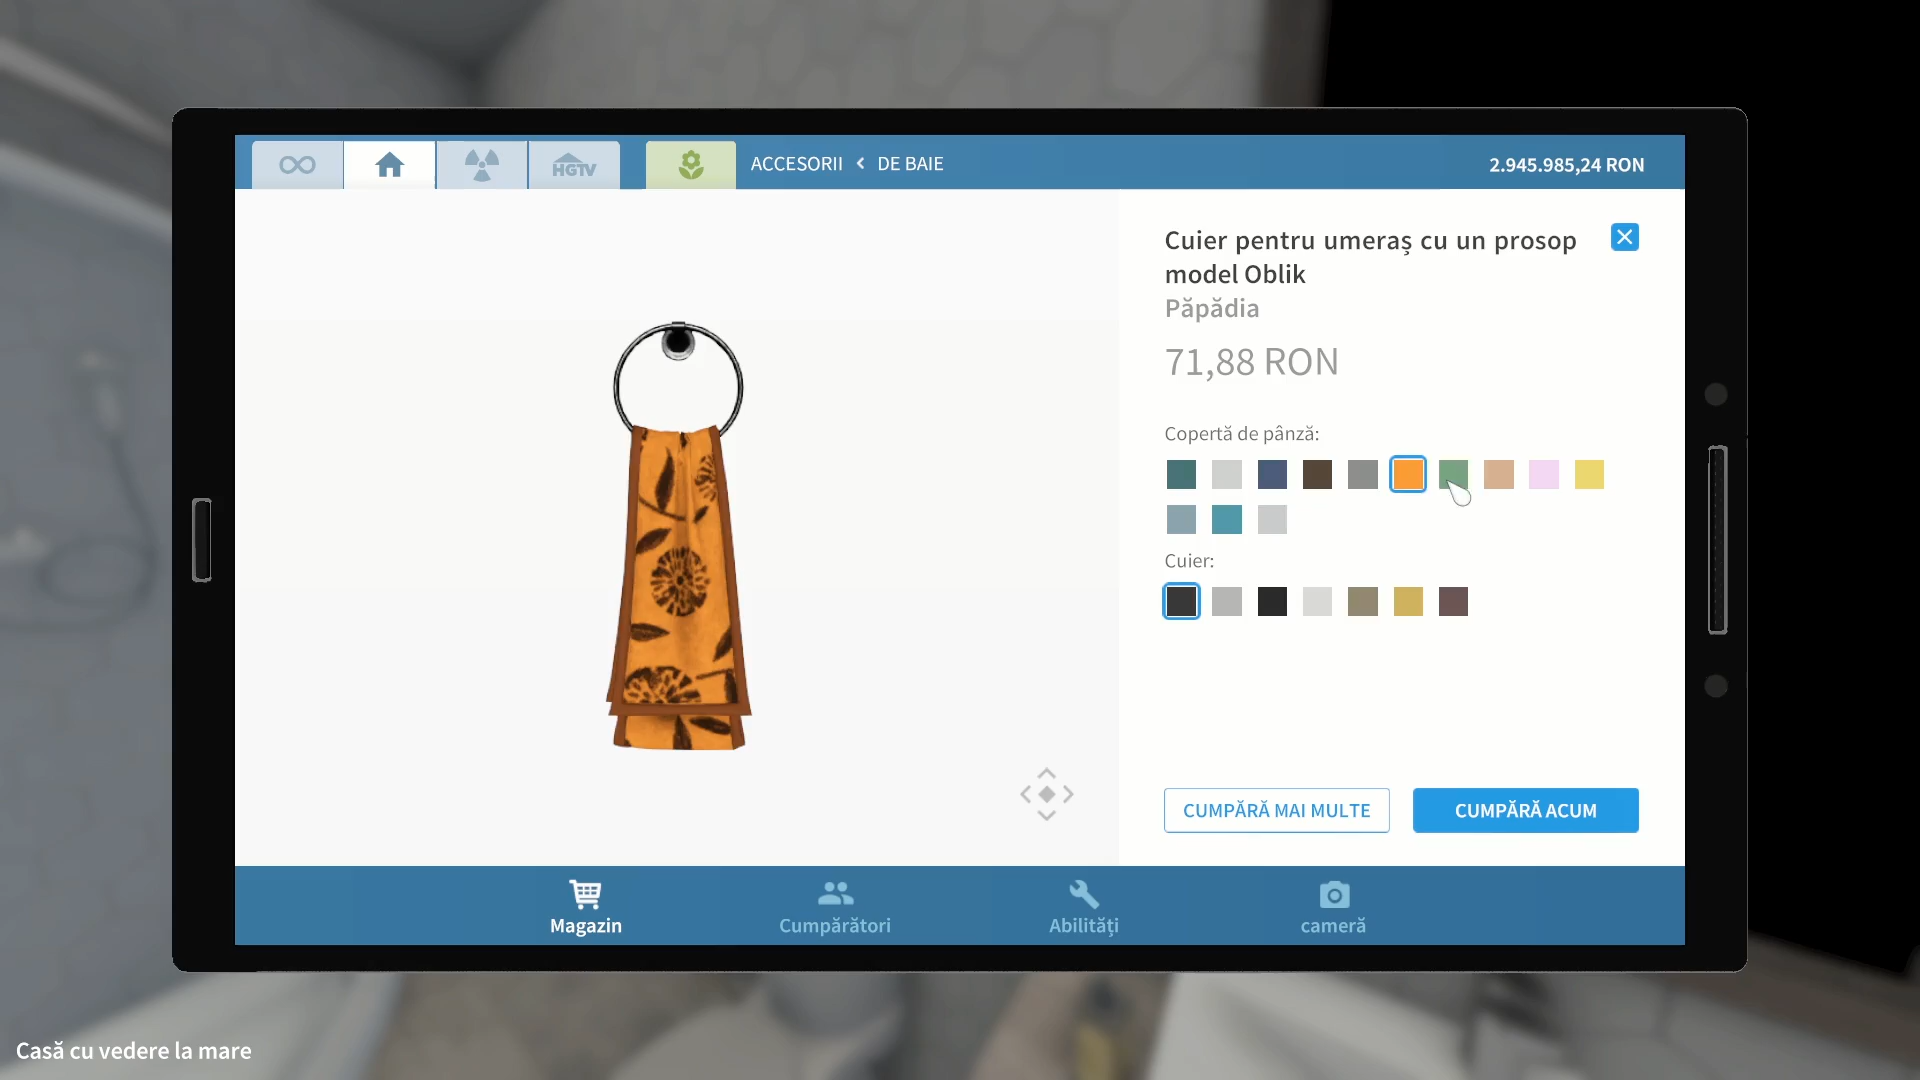 HGTV
ACCESORII < DE BAIE
2.945.985,24 RON
Cuier pentru umeraș cu un prosop
model Oblik
Păpădia
71,88 RON
Copertă de pânză:
Cuier:
CUMPĂRĂ MAI MULTE
CUMPĂRĂ ACUM
Magazin
Cumpărători
Abilități
cameră
Casă cu vedere la mare